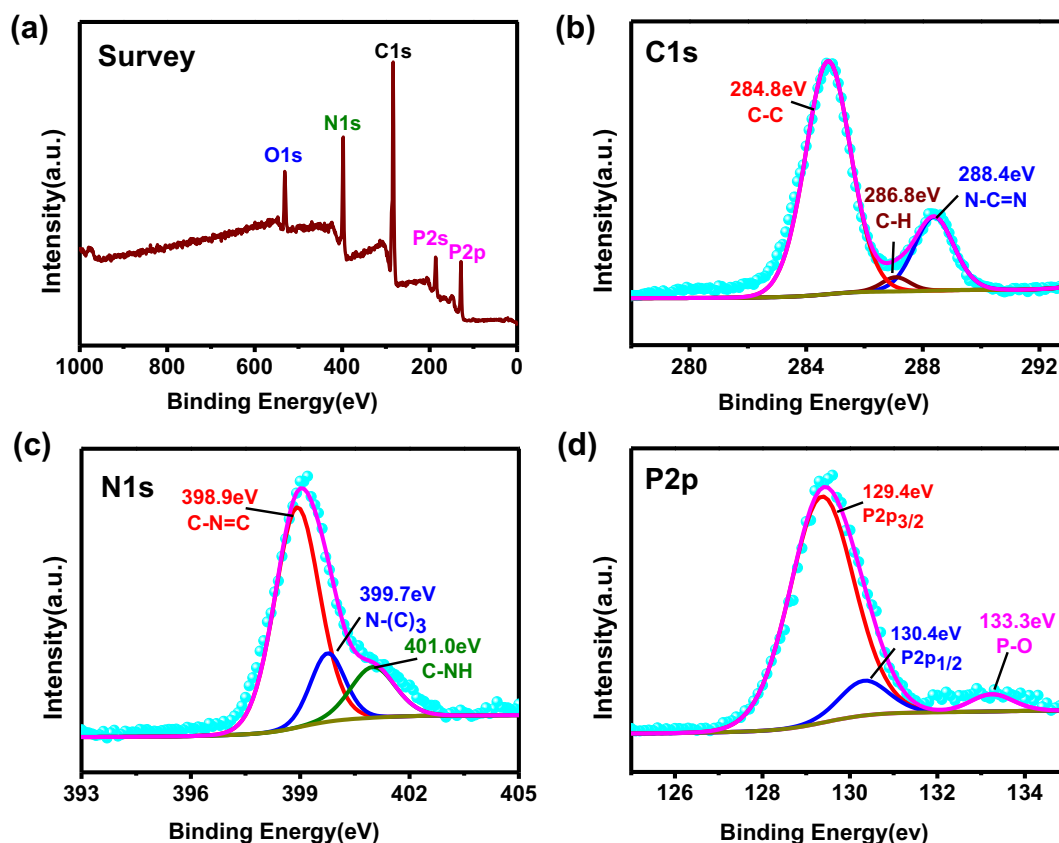 (a)
Survey
C1s
N1s
O1s
P2s
P2p
Intensity(a.u.)
1000 800 600 400 200 0
Binding Energy(eV)
(b)
C1s
284.8eV
C-C
286.8eV
C-H
288.4eV
N-C=N
Intensity(a.u.)
280 284 288 292
Binding Energy(eV)
(c)
N1s
398.9eV
C-N=C
399.7eV
N-(C)3
401.0eV
C-NH
Intensity(a.u.)
393 396 399 402 405
Binding Energy(eV)
(d)
P2p
129.4eV
P2p3/2
130.4eV
P2p1/2
133.3eV
P-O
Intensity(a.u.)
126 128 130 132 134
Binding Energy(ev)